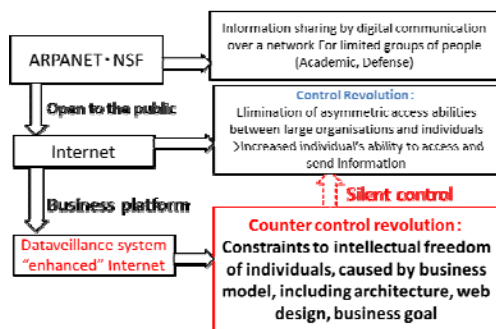 Information sharing by digital communication
over a network For limited groups of people
(Academic, Defense)
ARPANET・NSF
Open to the public
Control Revolution:
Elimination of asymmetric access abilities
between large organisations and individuals
>Increased individual's ability to access and
send information
Internet
Silent control
Business platform
Counter control revolution:
Constraints to intellectual freedom
of individuals, caused by business
model, including architecture, web
design, business goal
Dataveillance system
"enhanced" Internet